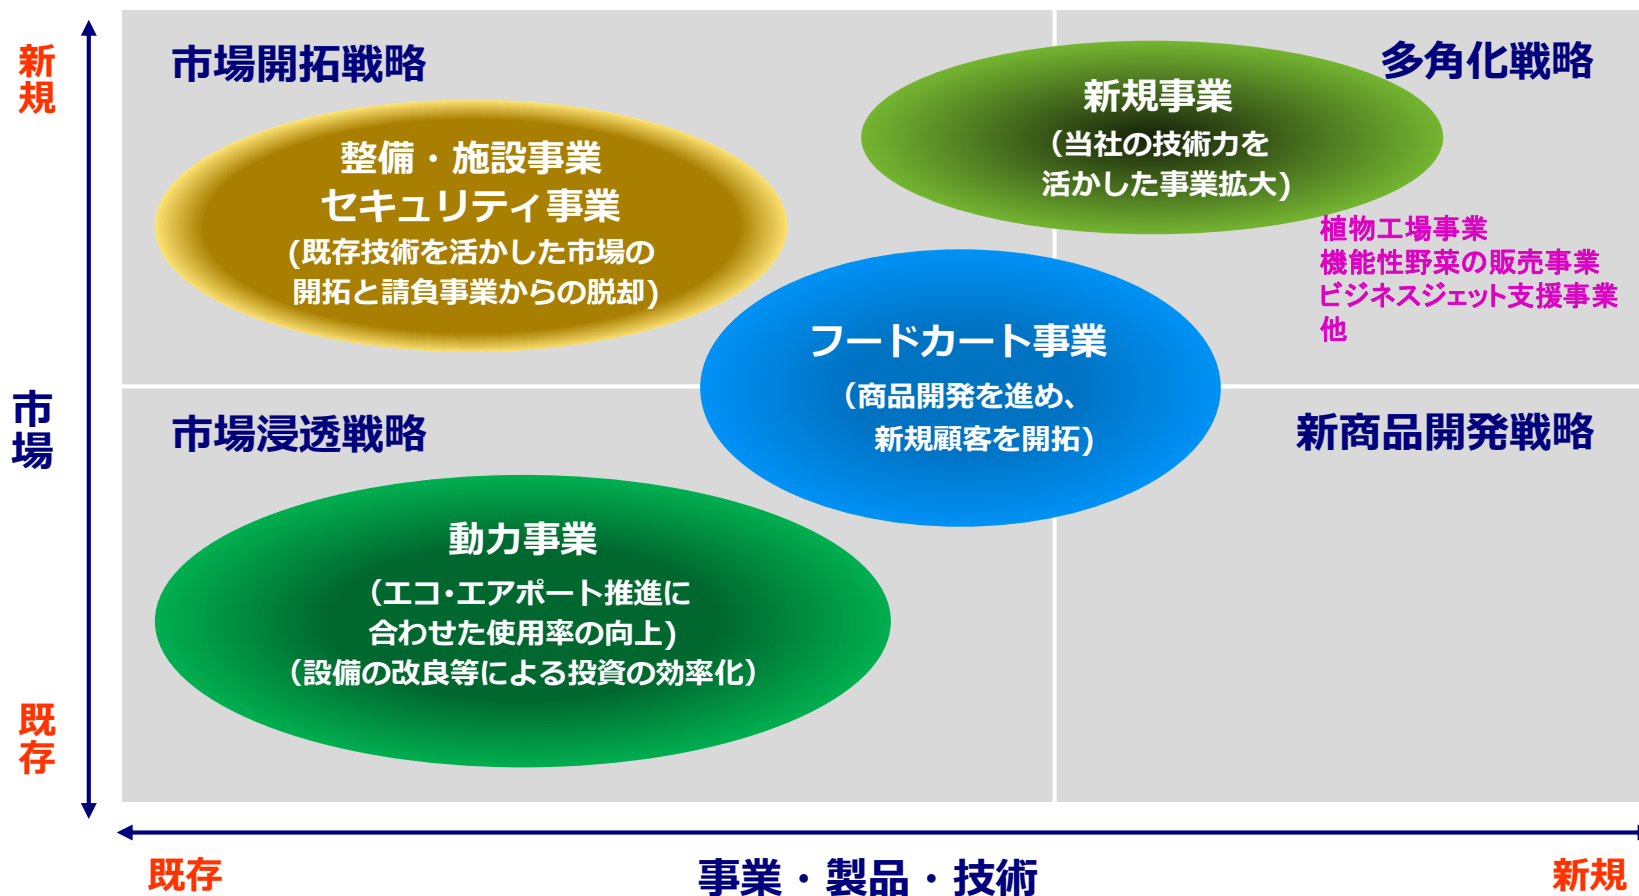 新規
市場開拓戦略
多角化戦略
新規事業
（当社の技術力を
活かした事業拡大)
整備・施設事業
セキュリティ事業
(既存技術を活かした市場の
開拓と請負事業からの脱却)
植物工場事業
機能性野菜の販売事業
ビジネスジェット支援事業
他
フードカート事業
（商品開発を進め、
新規顧客を開拓)
市場
市場浸透戦略
新商品開発戦略
動力事業
（エコ・エアポート推進に
合わせた使用率の向上)
（設備の改良等による投資の効率化）
既存
既存
事業・製品・技術
新規